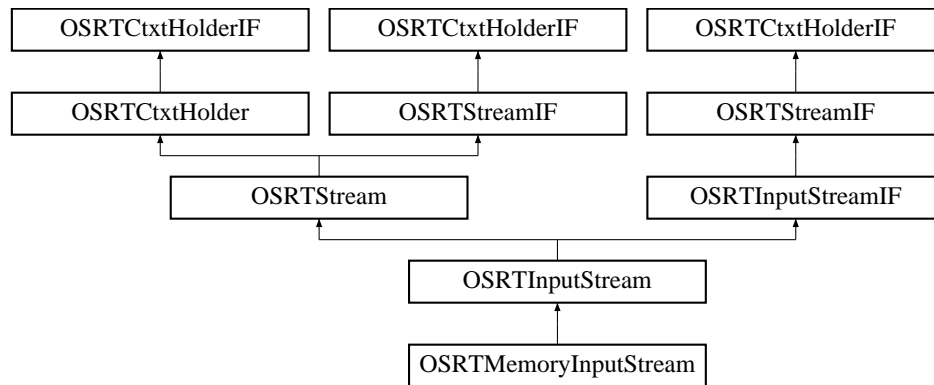 OSRTCtxtHolderIF
OSRTCtxtHolderIF
OSRTCtxtHolderIF
OSRTCtxtHolder
OSRTStreamIF
OSRTStreamIF
OSRTStream
OSRTInputStreamIF
OSRTInputStream
OSRTMemoryInputStream